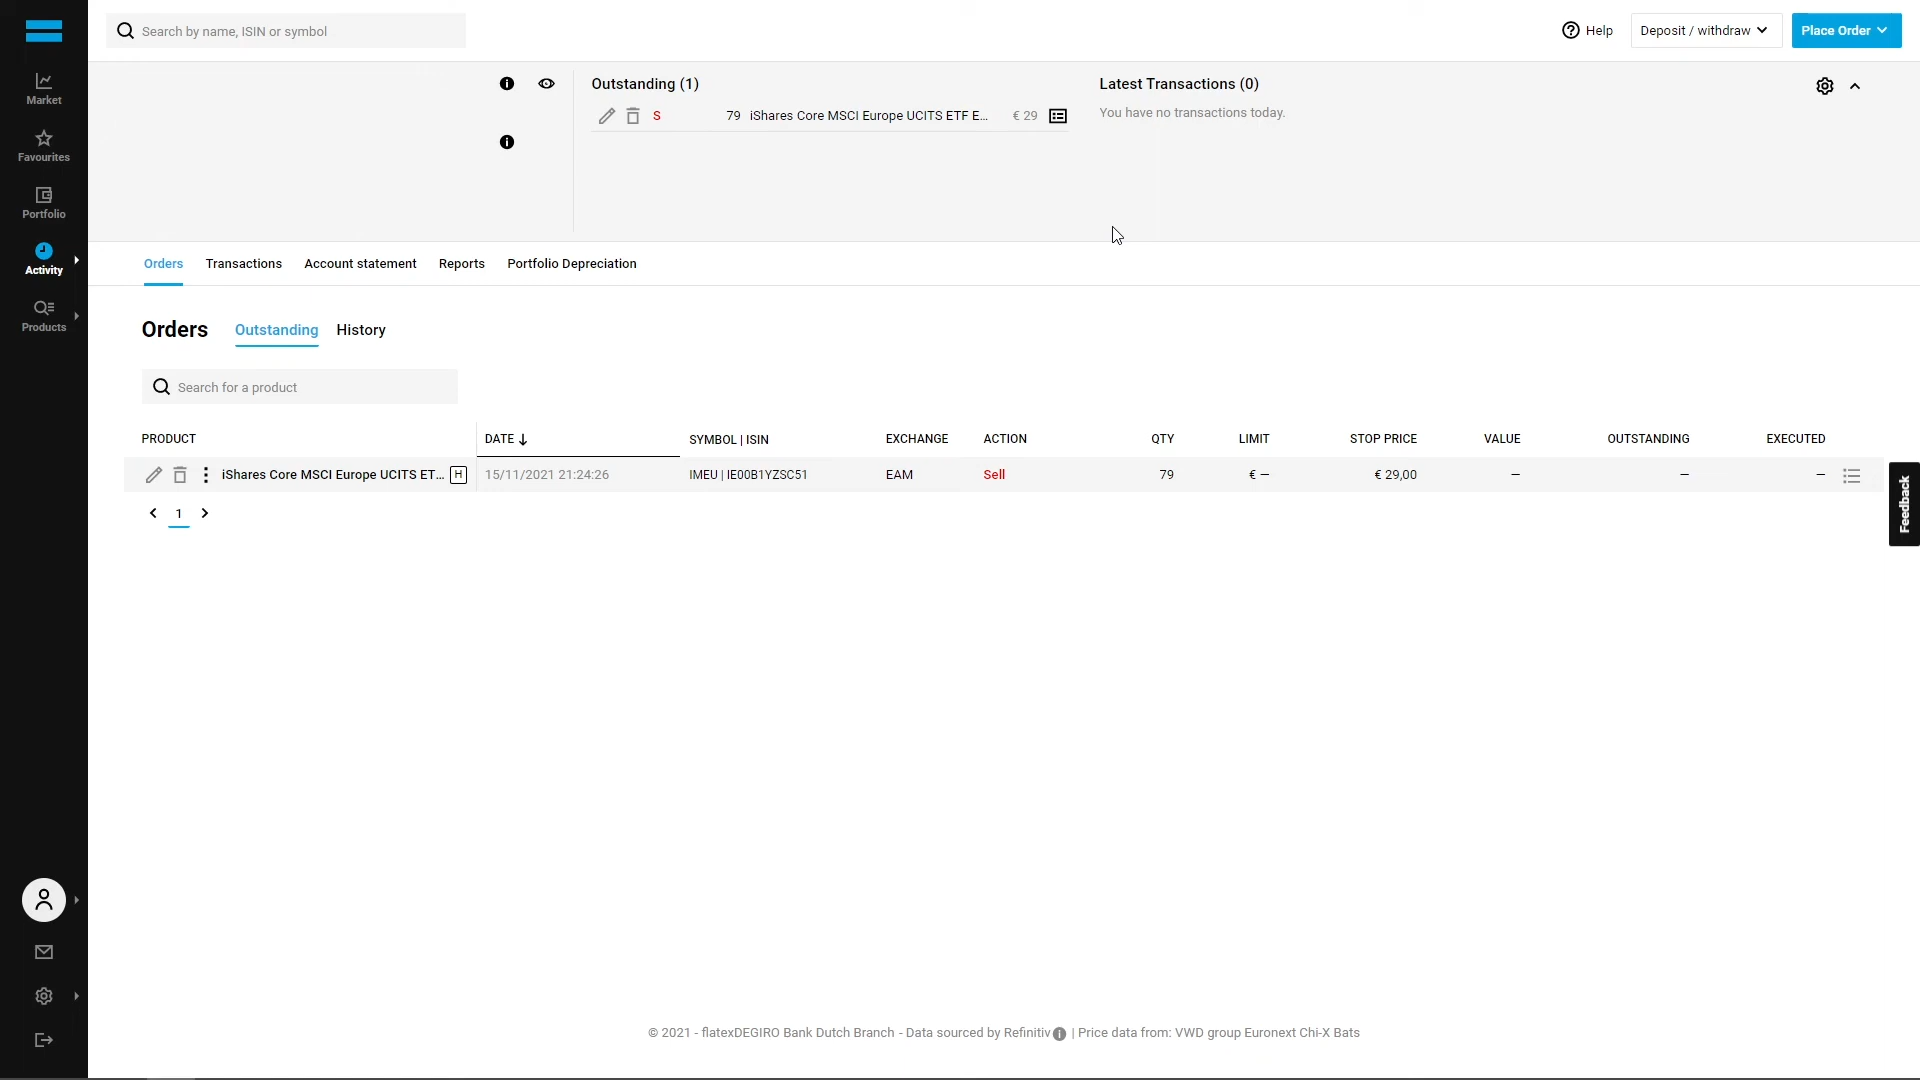 Search by name, ISIN or symbol
Help
Deposit / withdraw
Place Order
Market
Favourites
Portfolio
Activity
Products
Outstanding (1)
S 79 iShares Core MSCI Europe UCITS ETF E... € 29
Latest Transactions (0)
You have no transactions today.
Orders Transactions Account statement Reports Portfolio Depreciation
Orders Outstanding History
Search for a product
PRODUCT DATE SYMBOL | ISIN EXCHANGE ACTION QTY LIMIT STOP PRICE VALUE OUTSTANDING EXECUTED
iShares Core MSCI Europe UCITS ET... H 15/11/2021 21:24:26 IMEU | IE00B1YZSC51 EAM Sell 79 € — € 29,00 — — —
1
Feedback
© 2021 - flatexDEGIRO Bank Dutch Branch - Data sourced by Refinitiv | Price data from: VWD group Euronext Chi-X Bats